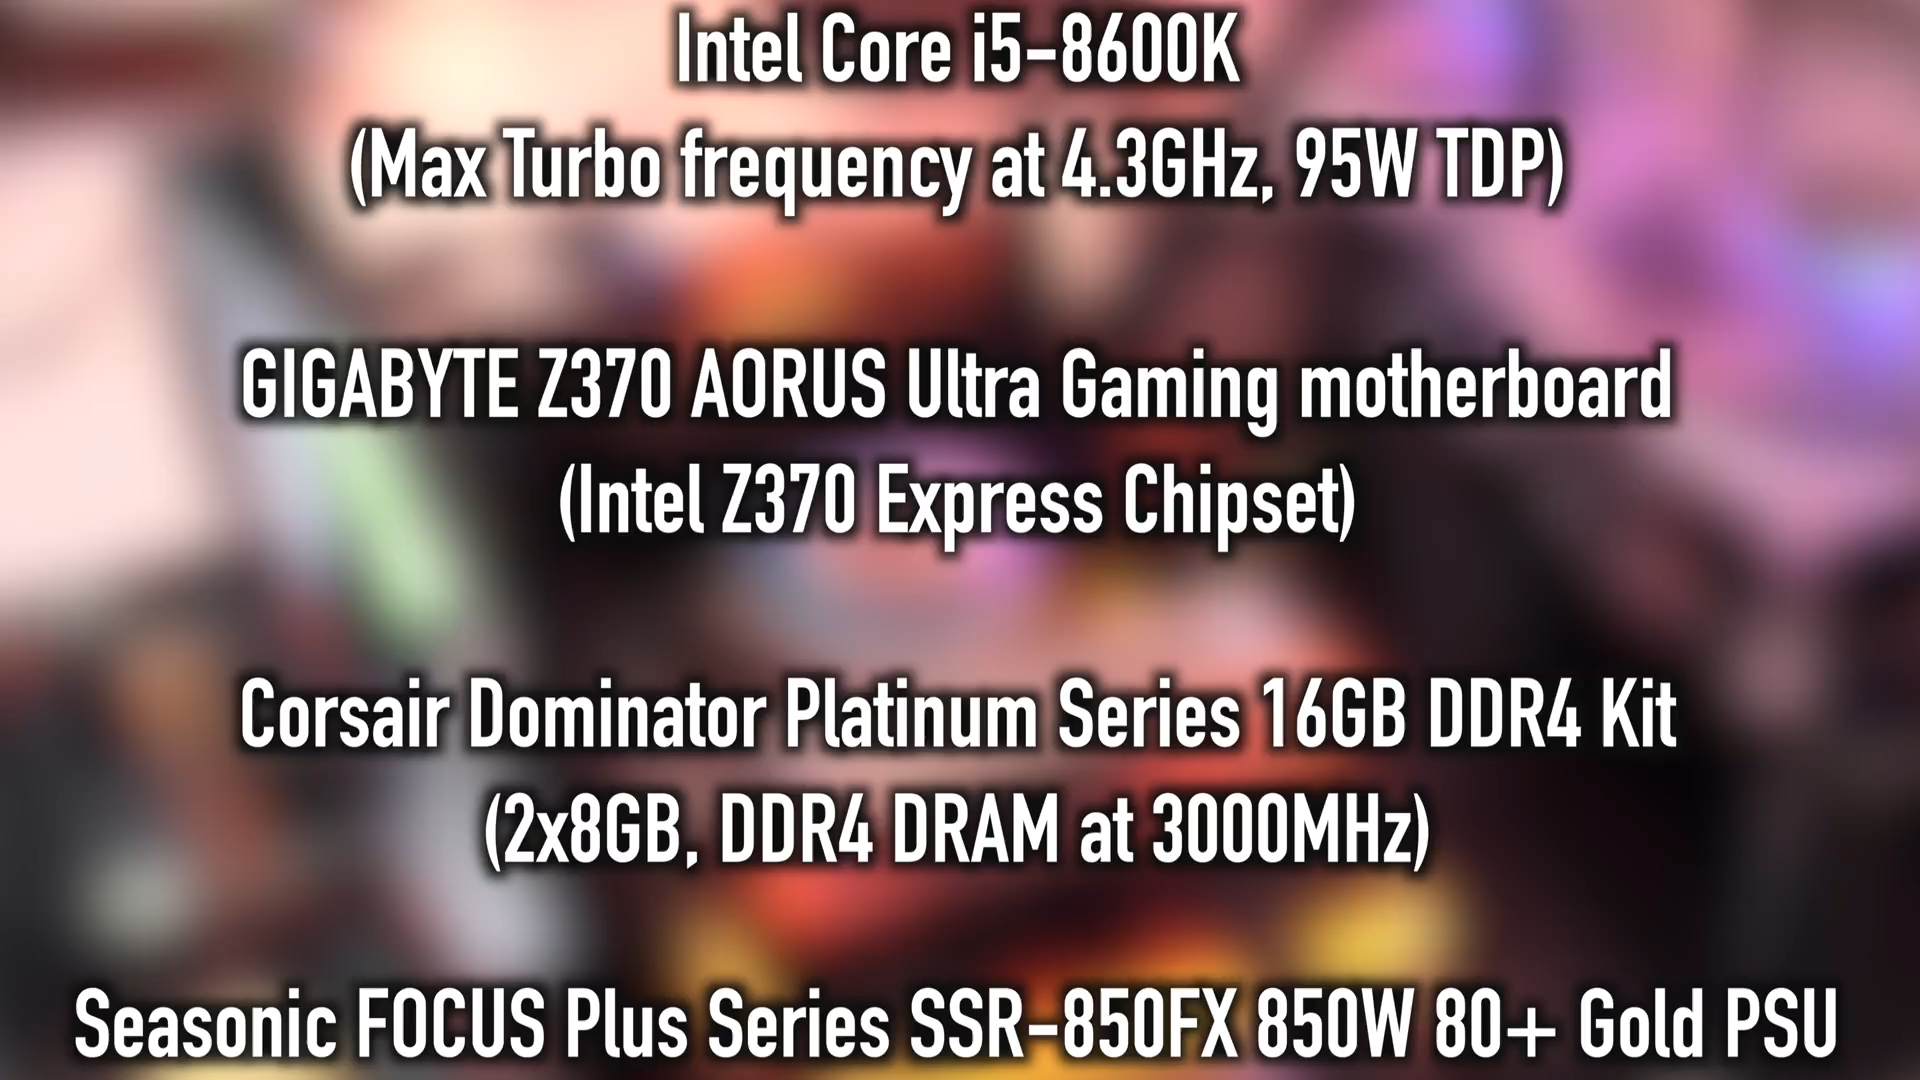 Intel Core i5-8600K
(Max Turbo frequency at 4.3GHz, 95W TDP)
GIGABYTE Z370 AORUS Ultra Gaming motherboard
(Intel Z370 Express Chipset)
Corsair Dominator Platinum Series 16GB DDR4 Kit
(2x8GB, DDR4 DRAM at 3000MHz)
Seasonic FOCUS Plus Series SSR-850FX 850W 80+ Gold PSU